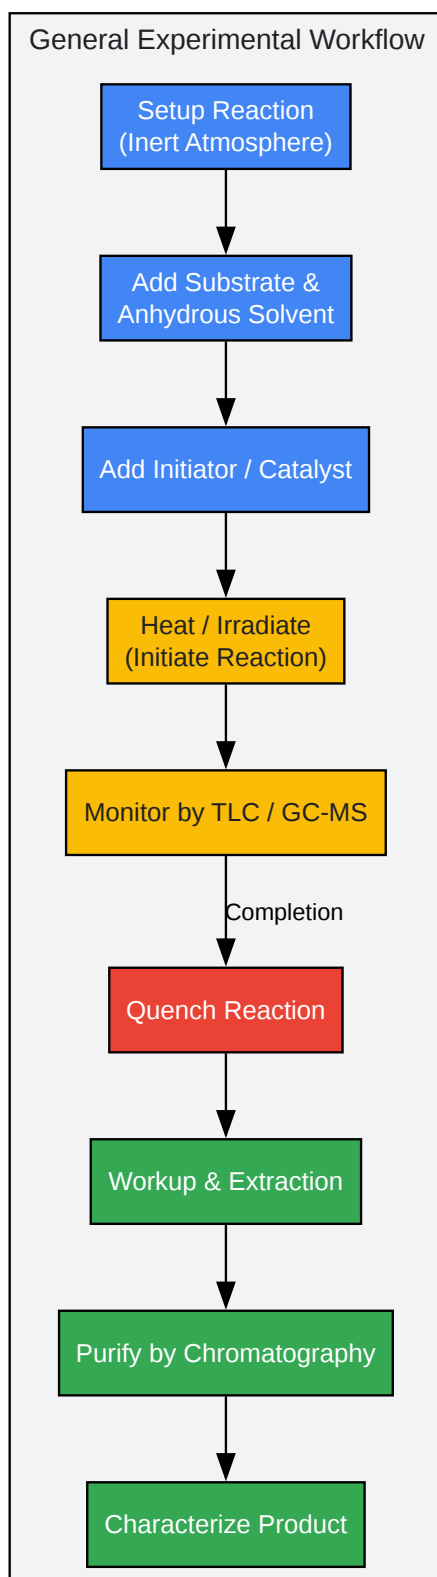 General Experimental Workflow
Setup Reaction
(Inert Atmosphere)
Add Substrate &
Anhydrous Solvent
Add Initiator / Catalyst
Heat / Irradiate
(Initiate Reaction)
Monitor by TLC / GC-MS
Completion
Quench Reaction
Workup & Extraction
Purify by Chromatography
Characterize Product